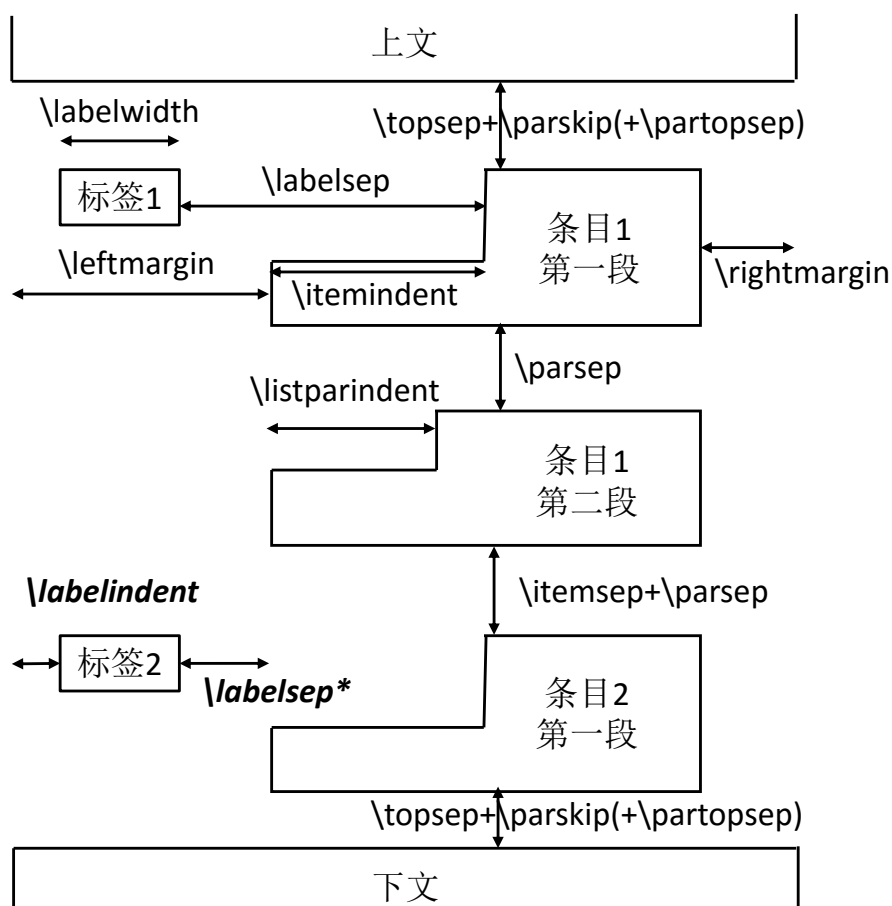 上文
\labelwidth
\topsep+\parskip(+\partopsep)
标签1
\labelsep
条目1
第一段
\leftmargin
\itemindent
\rightmargin
\parsep
\listparindent
条目1
第二段
\labelindent
\itemsep+\parsep
标签2
\labelsep*
条目2
第一段
\topsep+\parskip(+\partopsep)
下文